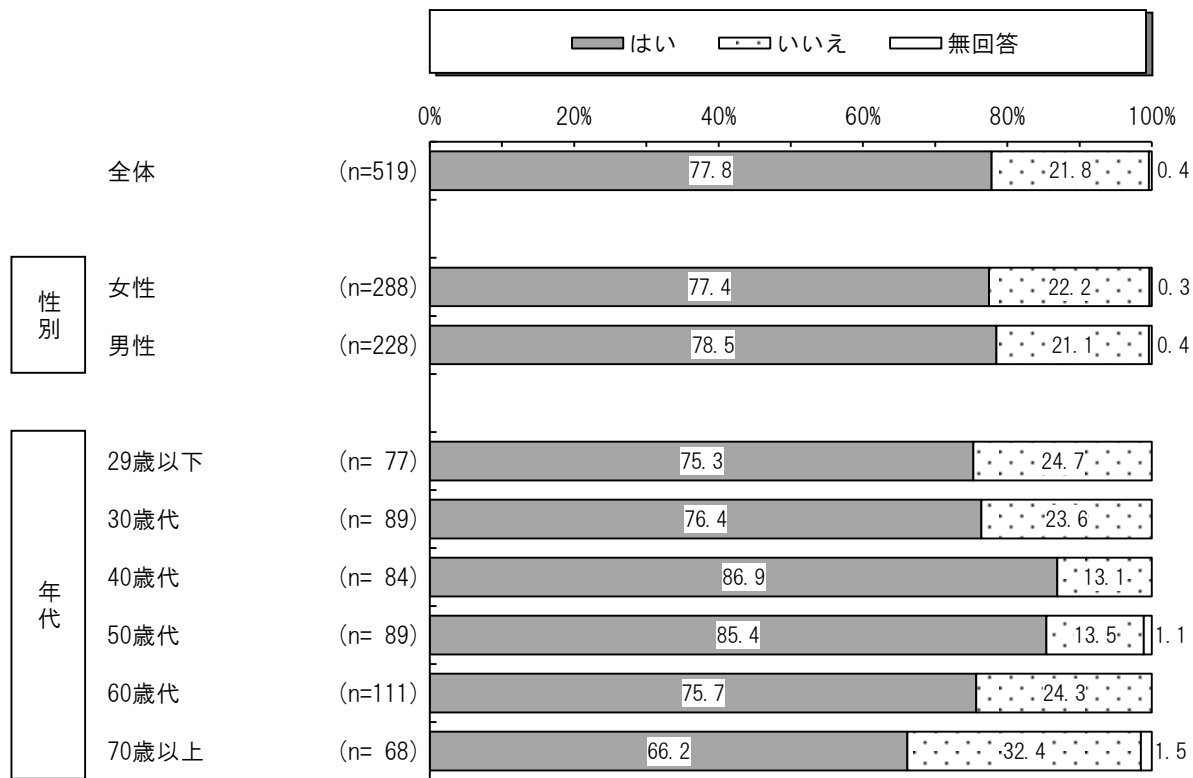 はい いいえ 無回答
0% 20% 40% 60% 80% 100%
全体 (n=519) 77.8 21.8 0.4
性別
女性 (n=288) 77.4 22.2 0.3
男性 (n=228) 78.5 21.1 0.4
年代
29歳以下 (n= 77) 75.3 24.7
30歳代 (n= 89) 76.4 23.6
40歳代 (n= 84) 86.9 13.1
50歳代 (n= 89) 85.4 13.5 1.1
60歳代 (n=111) 75.7 24.3
70歳以上 (n= 68) 66.2 32.4 1.5